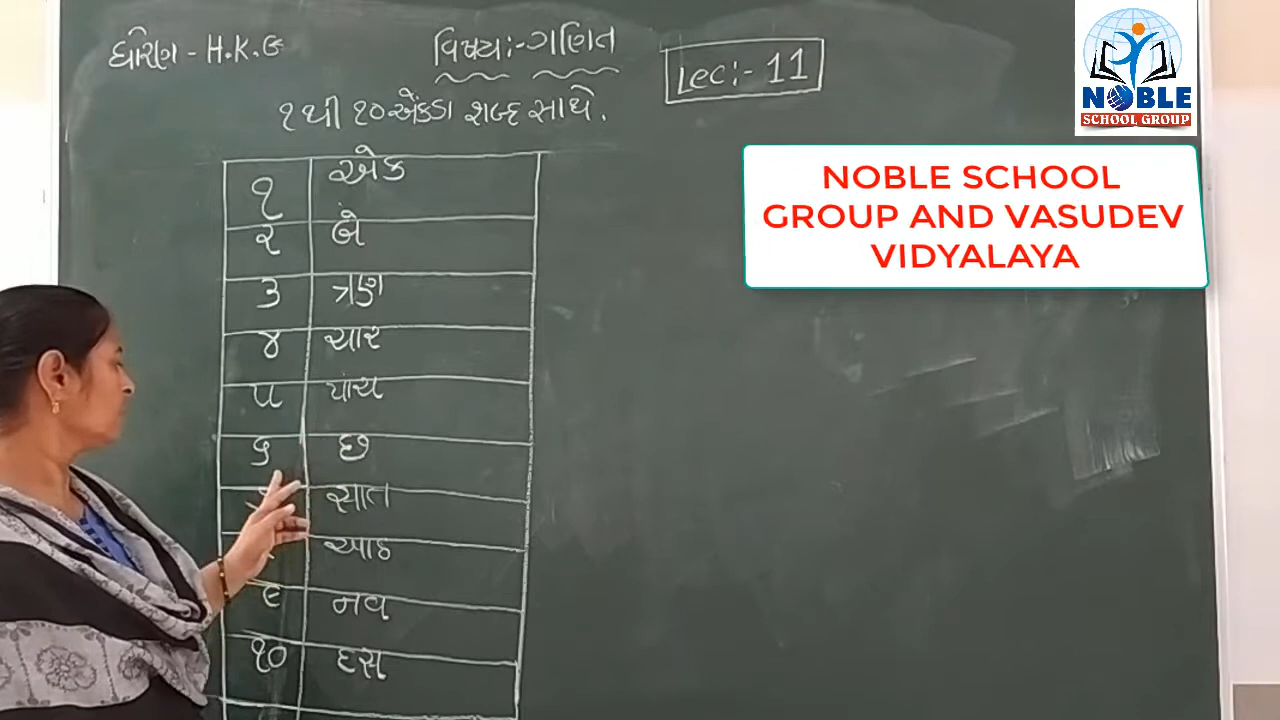 ધોરણ - H.K.G
વિષય:- ગણિત
Lec:- 11
૧ થી ૧૦ એંકડા શબ્દ સાથે.
૧ એક
૨ બે
૩ ત્રણ
૪ ચાર
૫ પાંચ
૬ છ
સાત
આઠ
૯ નવ
૧૦ દસ
NOBLE
SCHOOL GROUP
NOBLE SCHOOL
GROUP AND VASUDEV
VIDYALAYA